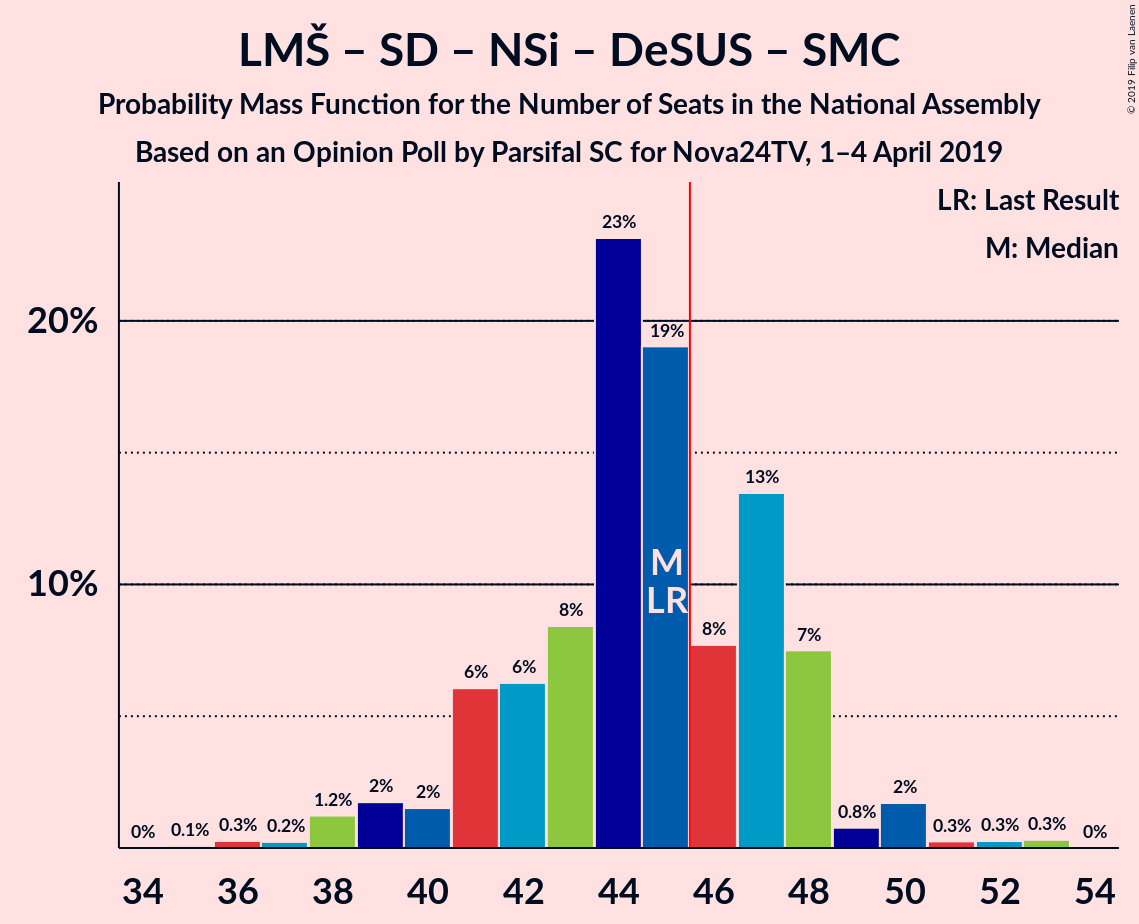 LMŠ – SD – NSi – DeSUS – SMC
Probability Mass Function for the Number of Seats in the National Assembly
Based on an Opinion Poll by Parsifal SC for Nova24TV, 1–4 April 2019
© 2019 Filip van Laenen
LR: Last Result
M: Median
20%
10%
0%
0.1%
0.3%
0.2%
1.2%
2%
2%
6%
6%
8%
23%
19%
8%
13%
7%
0.8%
2%
0.3%
0.3%
0.3%
0%
M
LR
34 36 38 40 42 44 46 48 50 52 54